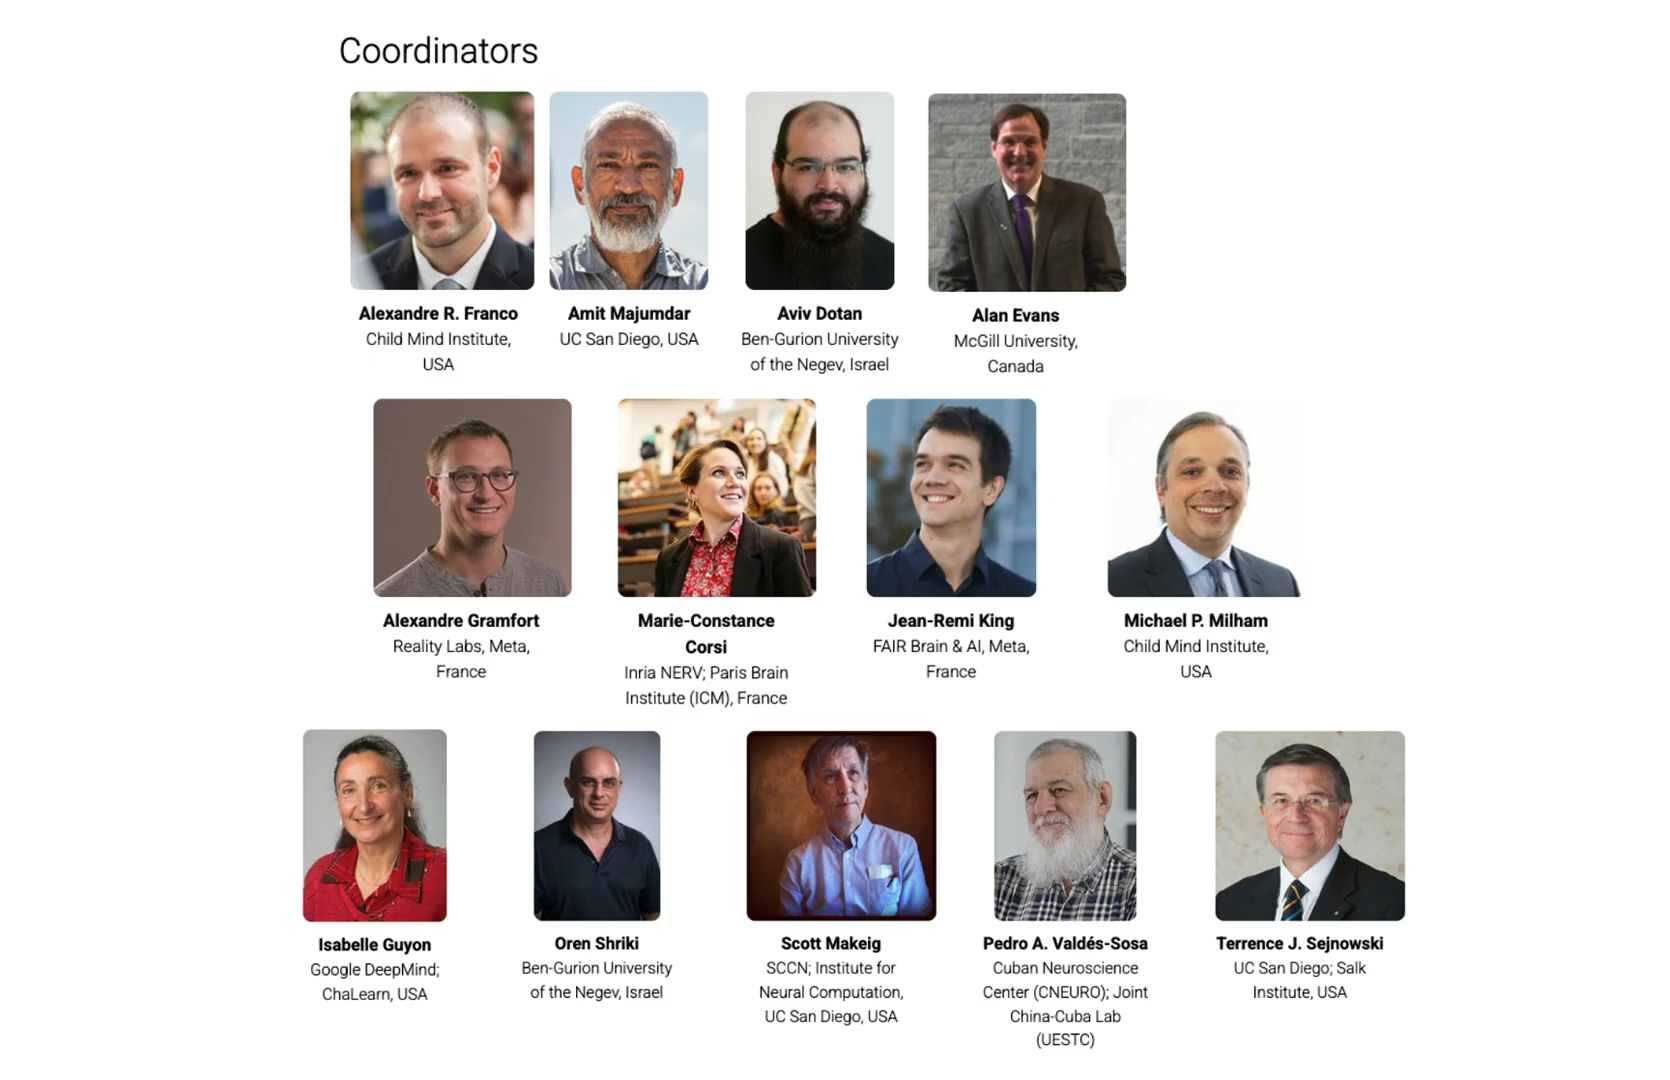 Coordinators
Alexandre R. Franco
Child Mind Institute,
USA
Amit Majumdar
UC San Diego, USA
Aviv Dotan
Ben-Gurion University
of the Negev, Israel
Alan Evans
McGill University,
Canada
Alexandre Gramfort
Reality Labs, Meta,
France
Marie-Constance
Corsi
Inria NERV; Paris Brain
Institute (ICM), France
Jean-Remi King
FAIR Brain & AI, Meta,
France
Michael P. Milham
Child Mind Institute,
USA
Isabelle Guyon
Google DeepMind;
ChaLearn, USA
Oren Shriki
Ben-Gurion University
of the Negev, Israel
Scott Makeig
SCCN; Institute for
Neural Computation,
UC San Diego, USA
Pedro A. Valdés-Sosa
Cuban Neuroscience
Center (CNEURO); Joint
China-Cuba Lab
(UESTC)
Terrence J. Sejnowski
UC San Diego; Salk
Institute, USA